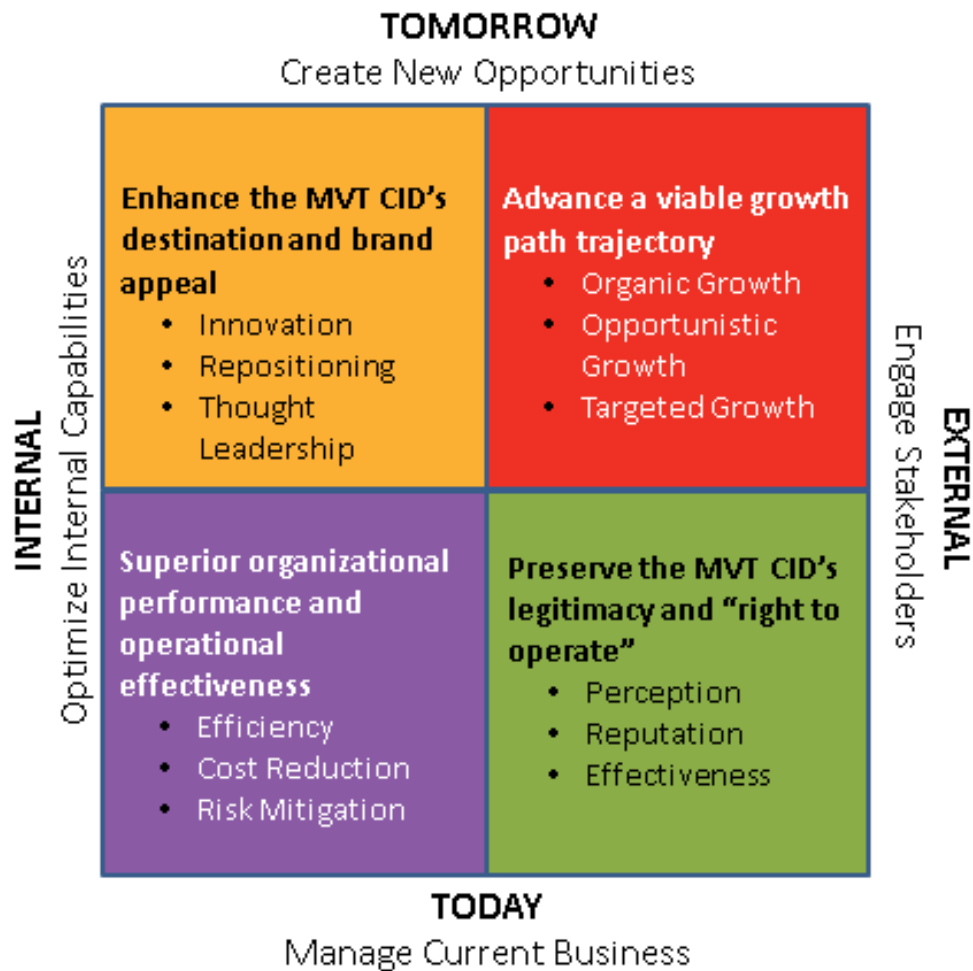 TOMORROW
Create New Opportunities
INTERNAL
Optimize Internal Capabilities
Enhance the MVT CID's
destination and brand
appeal
• Innovation
• Repositioning
• Thought
Leadership
Advance a viable growth
path trajectory
• Organic Growth
• Opportunistic
Growth
• Targeted Growth
Superior organizational
performance and
operational
effectiveness
• Efficiency
• Cost Reduction
• Risk Mitigation
Preserve the MVT CID's
legitimacy and “right to
operate”
• Perception
• Reputation
• Effectiveness
Engage Stakeholders
EXTERNAL
TODAY
Manage Current Business